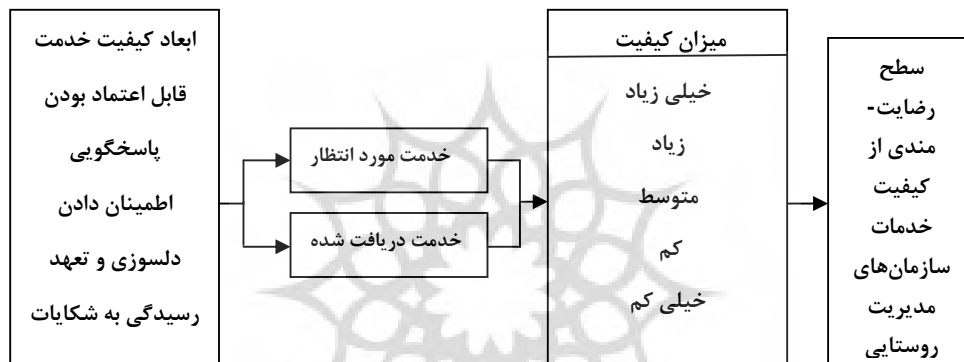 ابعاد کیفیت خدمت
قابل اعتماد بودن
پاسخگویی
اطمینان دادن
دلسوزی و تعهد
رسیدگی به شکایات
خدمت مورد انتظار
خدمت دریافت شده
میزان کیفیت
خیلی زیاد
زیاد
متوسط
کم
خیلی کم
سطح
رضایت-
مندی از
کیفیت
خدمات
سازمان‌های
مدیریت
روستایی